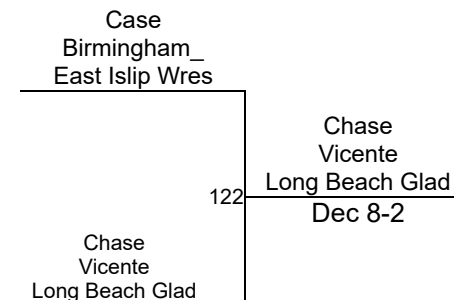 Case
Birmingham_
East Islip Wres
Chase
Vicente
Long Beach Glad
122
Dec 8-2
Chase
Vicente
Long Beach Glad